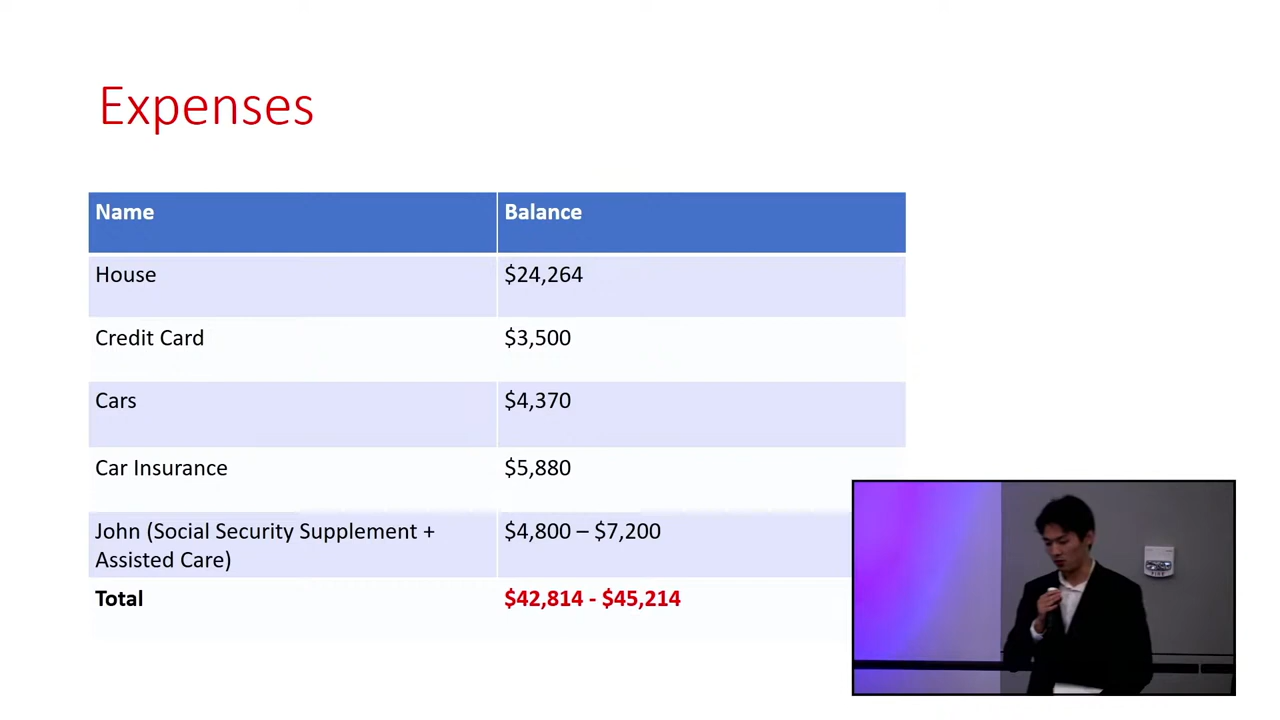 Expenses
Name Balance
House $24,264
Credit Card $3,500
Cars $4,370
Car Insurance $5,880
John (Social Security Supplement + $4,800 – $7,200
Assisted Care)
Total $42,814 - $45,214